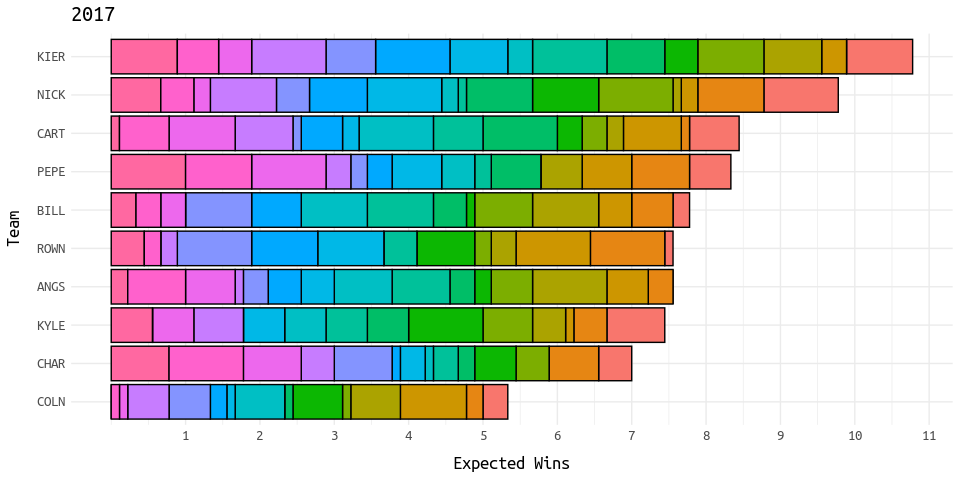 2017
KIER
NICK
CART
PEPE
BILL
ROWN
ANGS
KYLE
CHAR
COLN
Team
1 2 3 4 5 6 7 8 9 10 11
Expected Wins